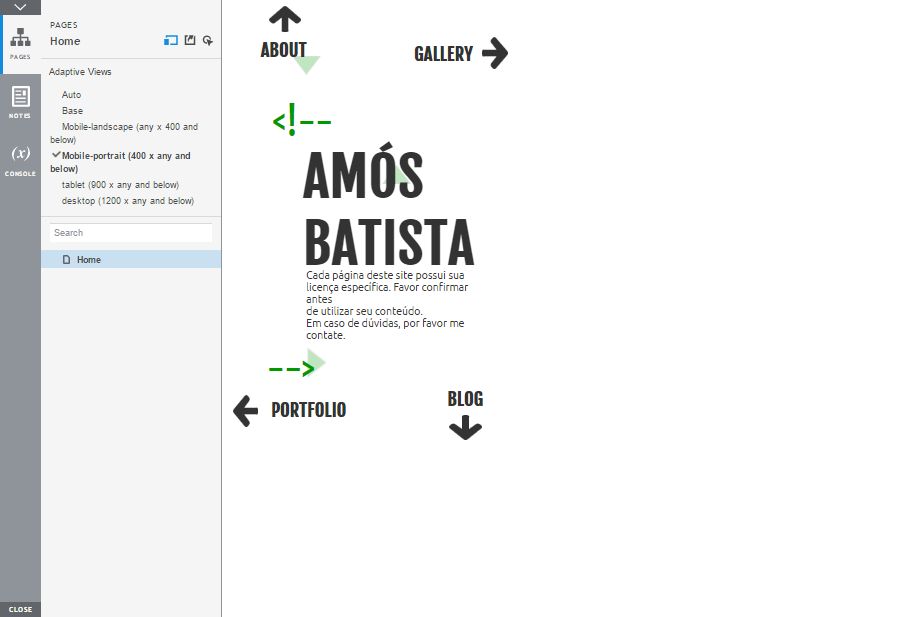 PAGES
Home
PAGES
Adaptive Views
Auto
Base
NOTES
Mobile-landscape (any x 400 and
below)
Mobile-portrait (400 x any and
below)
(x)
CONSOLE
tablet (900 x any and below)
desktop (1200 x any and below)
Search
Home
CLOSE
ABOUT
GALLERY
<!--
AMÓS
BATISTA
Cada página deste site possui sua
licença específica. Favor confirmar
antes
de utilizar seu conteúdo.
Em caso de dúvidas, por favor me
contate.
-->
PORTFOLIO
BLOG